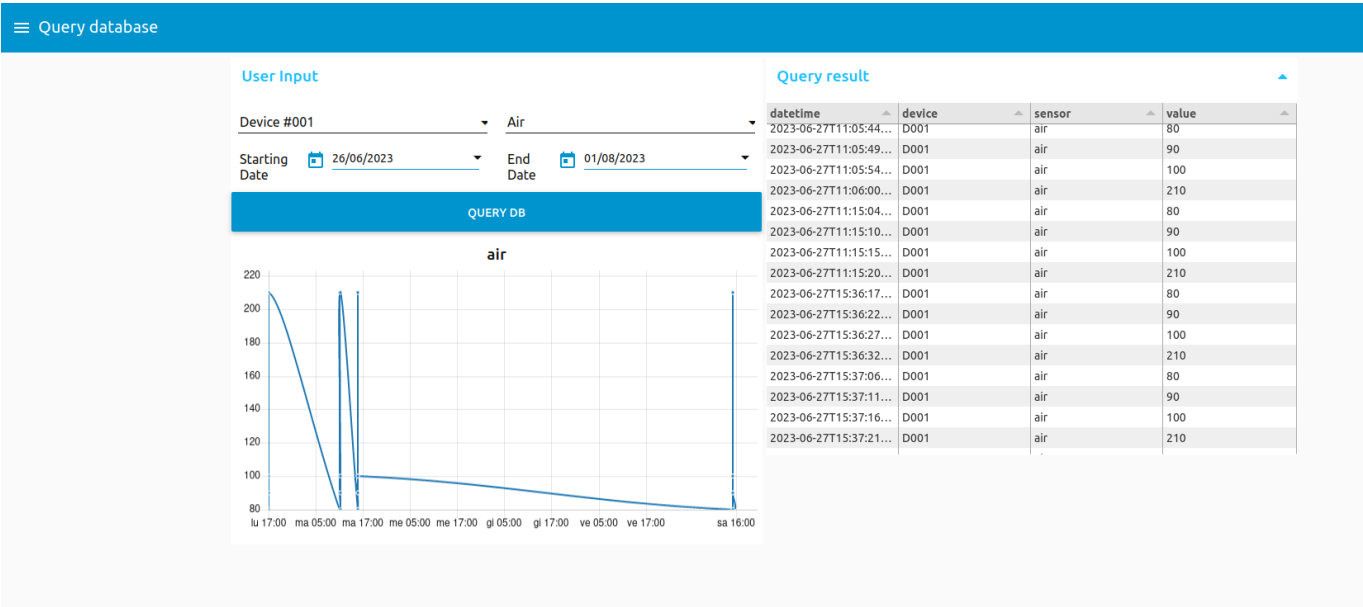 Query database
User Input
Device #001 Air
Starting Date 26/06/2023 End Date 01/08/2023
QUERY DB
air
220
200
180
160
140
120
100
80
lu 17:00 ma 05:00 ma 17:00 me 05:00 me 17:00 gi 05:00 gi 17:00 ve 05:00 ve 17:00 sa 16:00
Query result
datetime device sensor value
2023-06-27T11:05:44... D001 air 80
2023-06-27T11:05:49... D001 air 90
2023-06-27T11:05:54... D001 air 100
2023-06-27T11:06:00... D001 air 210
2023-06-27T11:15:04... D001 air 80
2023-06-27T11:15:10... D001 air 90
2023-06-27T11:15:15... D001 air 100
2023-06-27T11:15:20... D001 air 210
2023-06-27T15:36:17... D001 air 80
2023-06-27T15:36:22... D001 air 90
2023-06-27T15:36:27... D001 air 100
2023-06-27T15:36:32... D001 air 210
2023-06-27T15:37:06... D001 air 80
2023-06-27T15:37:11... D001 air 90
2023-06-27T15:37:16... D001 air 100
2023-06-27T15:37:21... D001 air 210